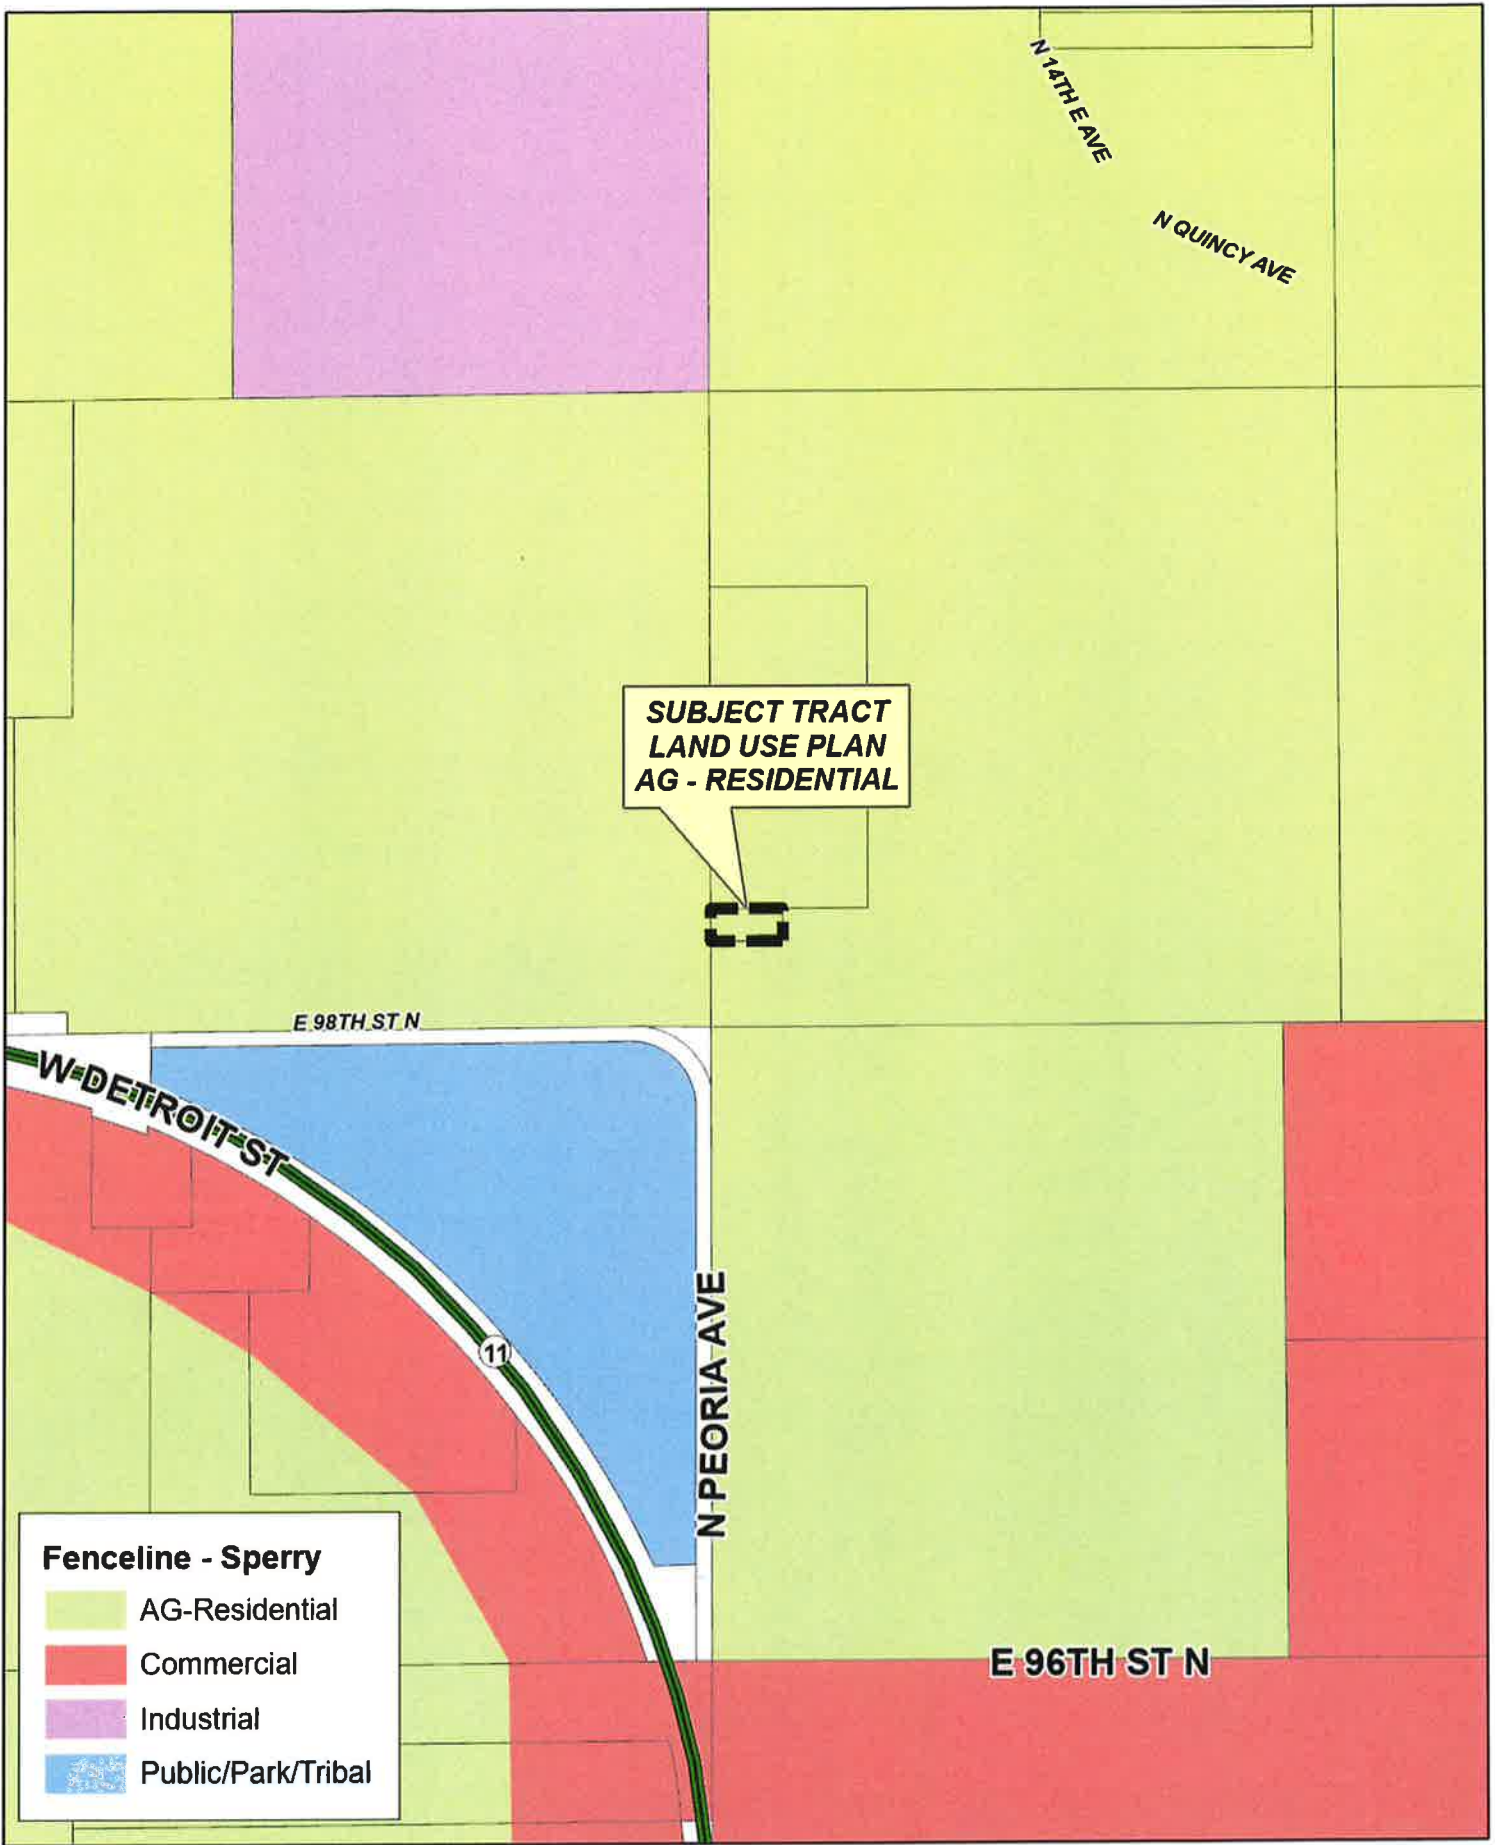 N 14TH E AVE
N QUINCY AVE
SUBJECT TRACT
LAND USE PLAN
AG - RESIDENTIAL
E 98TH ST N
W DETROIT ST
11
N PEORIA AVE
E 96TH ST N
Fenceline - Sperry
AG-Residential
Commercial
Industrial
Public/Park/Tribal